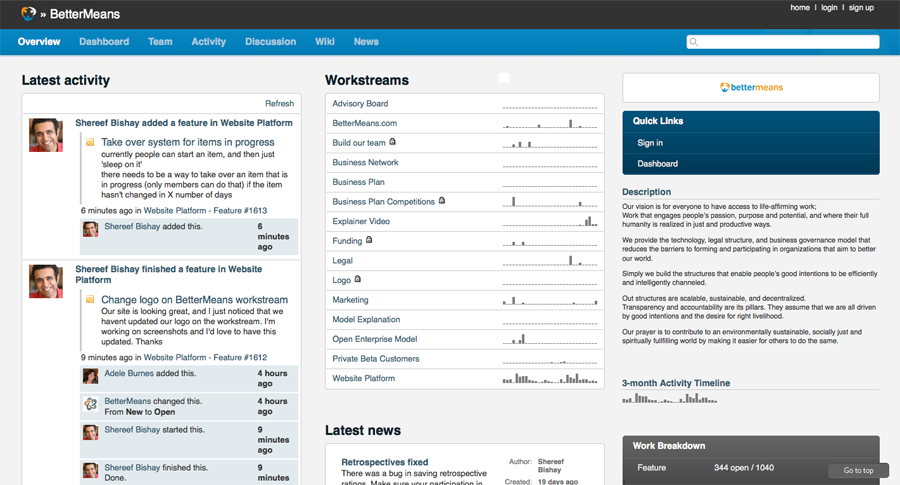 » BetterMeans
home | login | sign up
Overview Dashboard Team Activity Discussion Wiki News
Latest activity
Refresh
Shereef Bishay added a feature in Website Platform
Take over system for items in progress
currently people can start an item, and then just
'sleep on it'
there needs to be a way to take over an item that is
in progress (only members can do that) if the item
hasn't changed in X number of days
6 minutes ago in Website Platform - Feature #1613
Shereef Bishay added this.
6
minutes
ago
Shereef Bishay finished a feature in Website
Platform
Change logo on BetterMeans workstream
Our site is looking great, and I just noticed that we
havent updated our logo on the workstream. I'm
working on screenshots and I'd love to have this
updated. Thanks
9 minutes ago in Website Platform - Feature #1612
Adele Burnes added this.
4 hours
ago
BetterMeans changed this.
From New to Open
4 hours
ago
Shereef Bishay started this.
9
minutes
ago
Shereef Bishay finished this.
Done.
9
minutes
Workstreams
Advisory Board
BetterMeans.com
Build our team
Business Network
Business Plan
Business Plan Competitions
Explainer Video
Funding
Legal
Logo
Marketing
Model Explanation
Open Enterprise Model
Private Beta Customers
Website Platform
Latest news
Retrospectives fixed
There was a bug in saving retrospective
ratings. Make sure your participation in
Author: Shereef
Bishay
Created: 19 days ago
bettermeans
Quick Links
Sign in
Dashboard
Description
Our vision is for everyone to have access to life-affirming work;
Work that engages people's passion, purpose and potential, and where their full
humanity is realized in just and productive ways.
We provide the technology, legal structure, and business governance model that
reduces the barriers to forming and participating in organizations that aim to better
our world.
Simply we build the structures that enable people's good intentions to be efficiently
and intelligently channeled.
Out structures are scalable, sustainable, and decentralized.
Transparency and accountability are its pillars. They assume that we are all driven
by good intentions and the desire for right livelihood.
Our prayer is to contribute to an environmentally sustainable, socially just and
spiritually fullfilling world by making it easier for others to do the same.
3-month Activity Timeline
Work Breakdown
Feature 344 open / 1040
Go to top